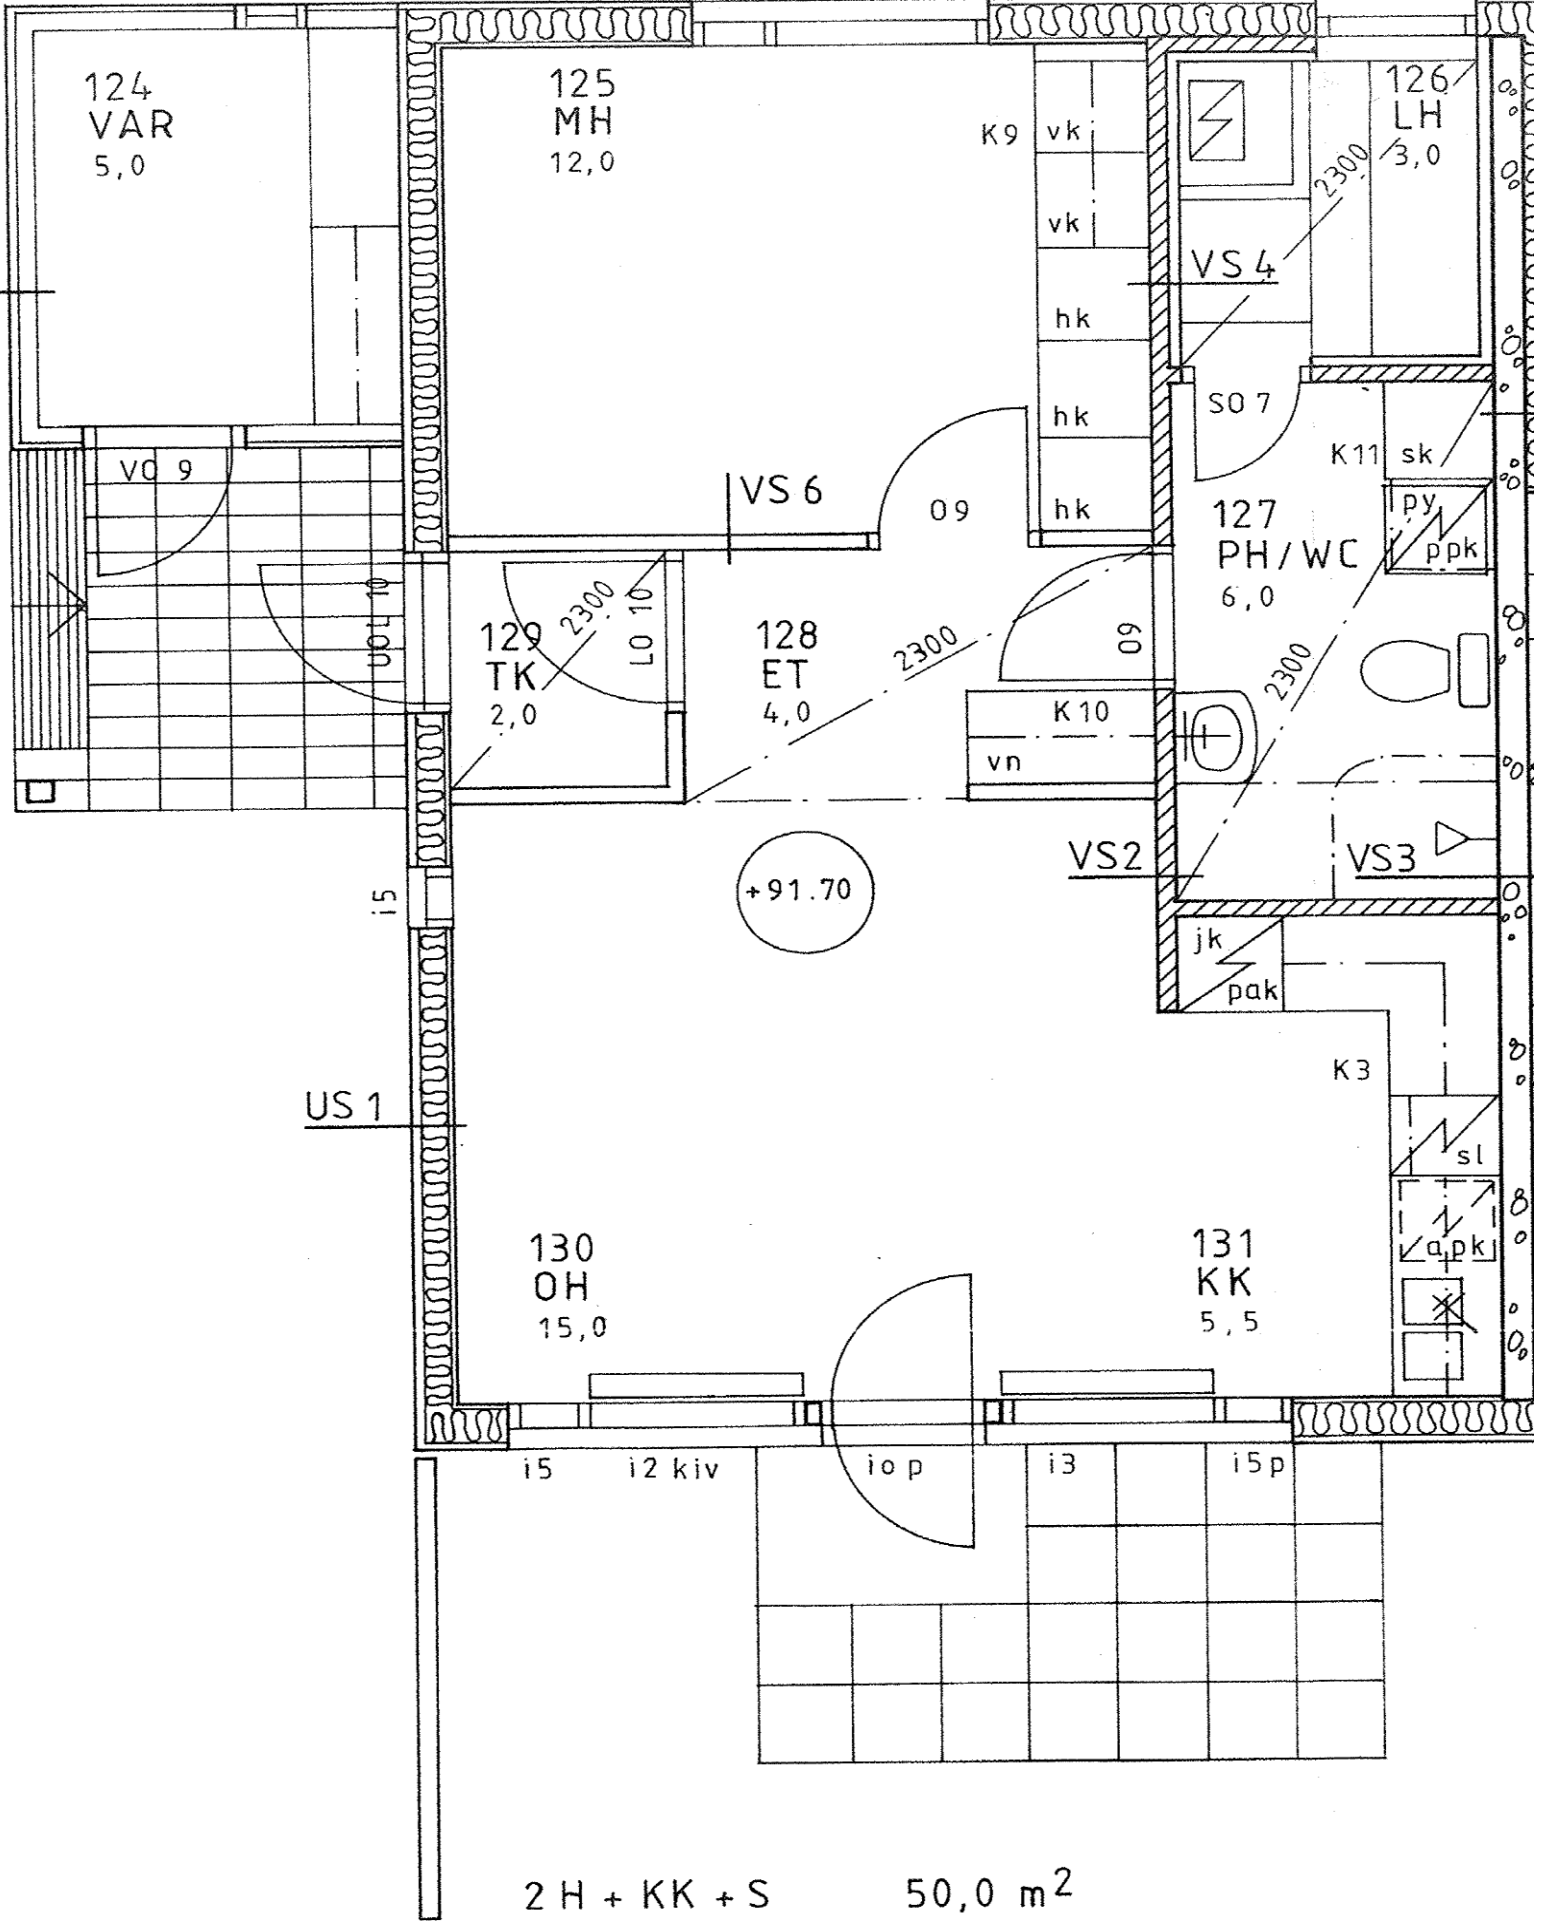 124
VAR
5,0
125
MH
12,0
K9
vk
vk
hk
hk
hk
126
LH
3,0
2300
VS 4
SO 7
K11
sk
py
ppk
VO 9
VS 6
O9
127
PH/WC
6,0
UOL 10
129
TK
2,0
2300
LO 10
128
ET
4,0
2300
O9
2300
K10
vn
+91.70
VS2
VS3
i5
jk
pak
K3
US 1
sl
apk
130
OH
15,0
131
KK
5,5
i5
i2 kiv
io p
i3
i5p
2 H + KK + S 50,0 m²